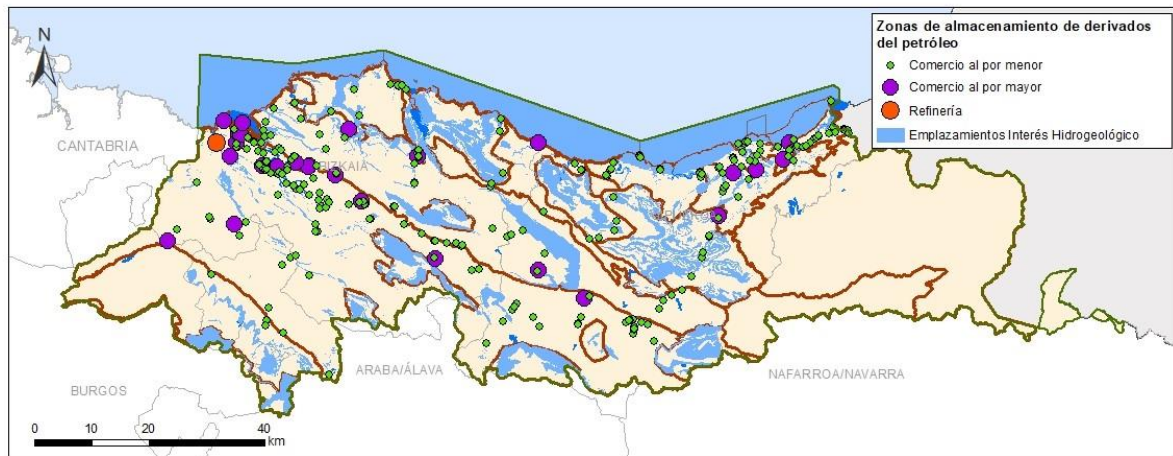 Zonas de almacenamiento de derivados
del petróleo
Comercio al por menor
Comercio al por mayor
Refinería
Emplazamientos Interés Hidrogeológico
N
CANTABRIA
BIZKAIA
BURGOS
ARABA/ÁLAVA
NAFARROA/NAVARRA
0 10 20 40
km